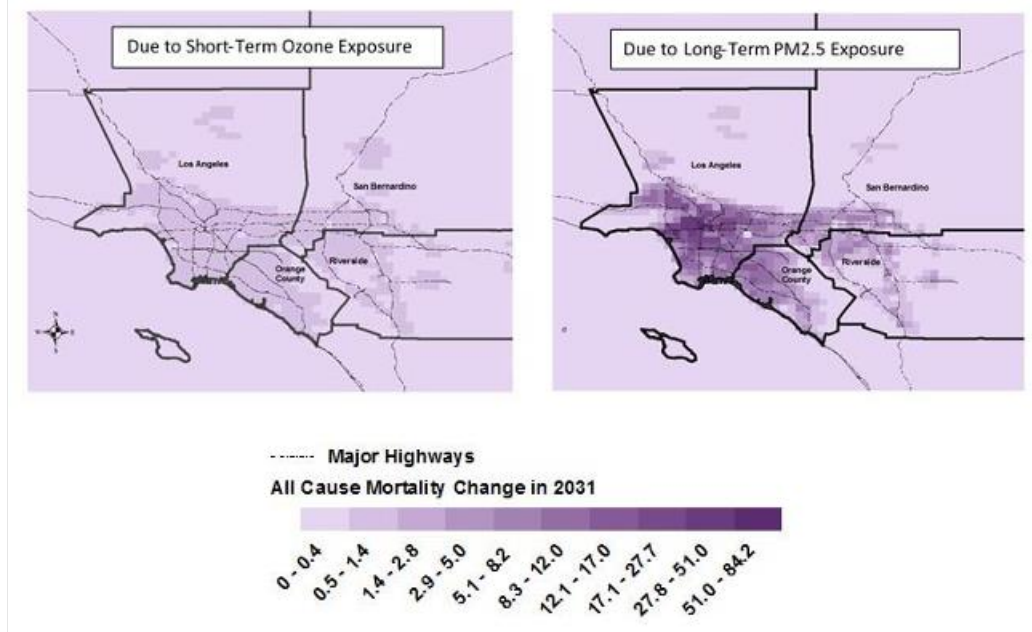 Due to Short-Term Ozone Exposure
Los Angeles
San Bernardino
Riverside
Orange
County
N
W
E
S
Due to Long-Term PM2.5 Exposure
Los Angeles
San Bernardino
Riverside
Orange
County
Major Highways
All Cause Mortality Change in 2031
0 - 0.4
0.5 - 1.4
1.4 - 2.8
2.9 - 5.0
5.1 - 8.2
8.3 - 12.0
12.1 - 17.0
17.1 - 27.7
27.8 - 51.0
51.0 - 84.2